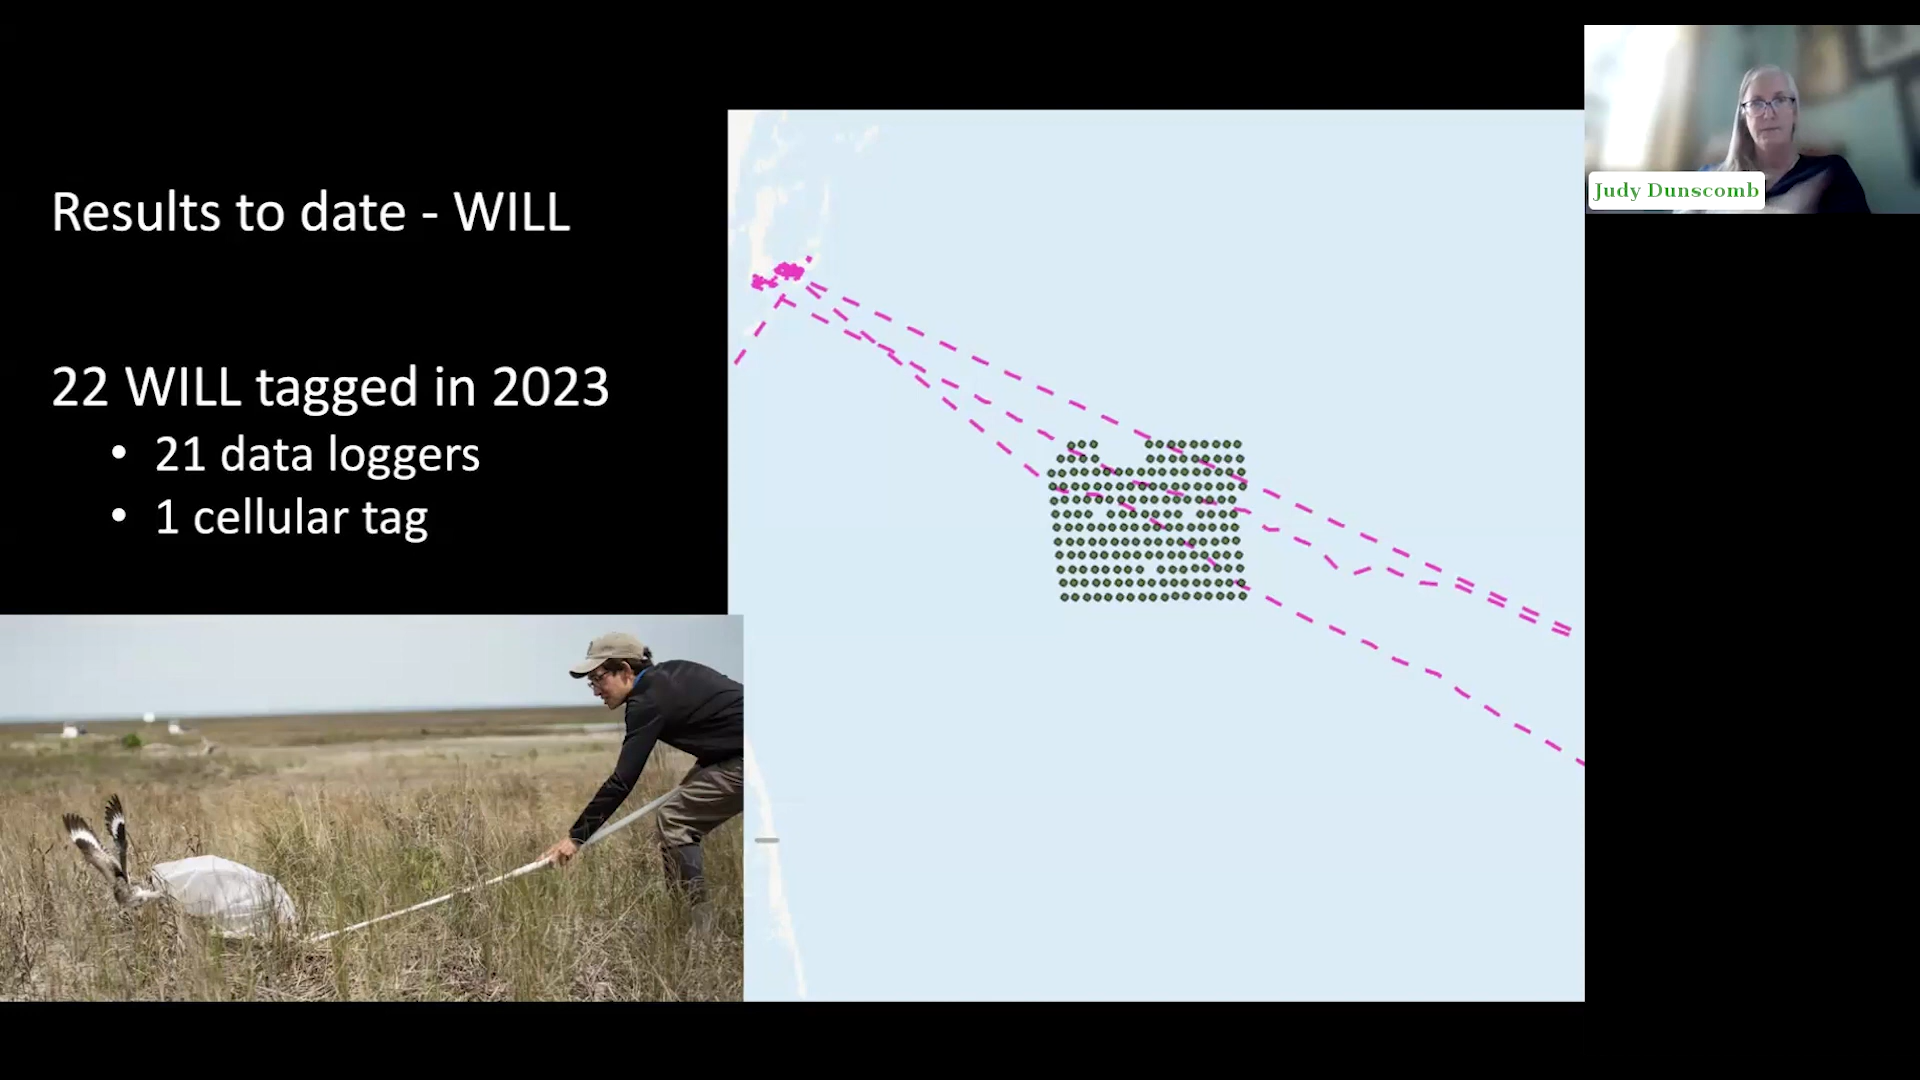 Results to date - WILL
22 WILL tagged in 2023
• 21 data loggers
• 1 cellular tag
Judy Dunscomb